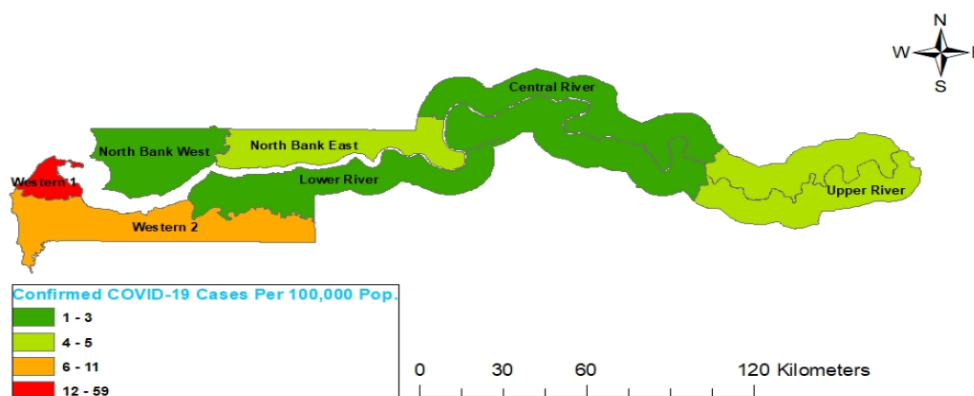 N
W
S
Central River
North Bank West
North Bank East
Western 1
Lower River
Upper River
Western 2
Confirmed COVID-19 Cases Per 100,000 Pop.
1 - 3
4 - 5
6 - 11
12 - 59
0 30 60 120 Kilometers